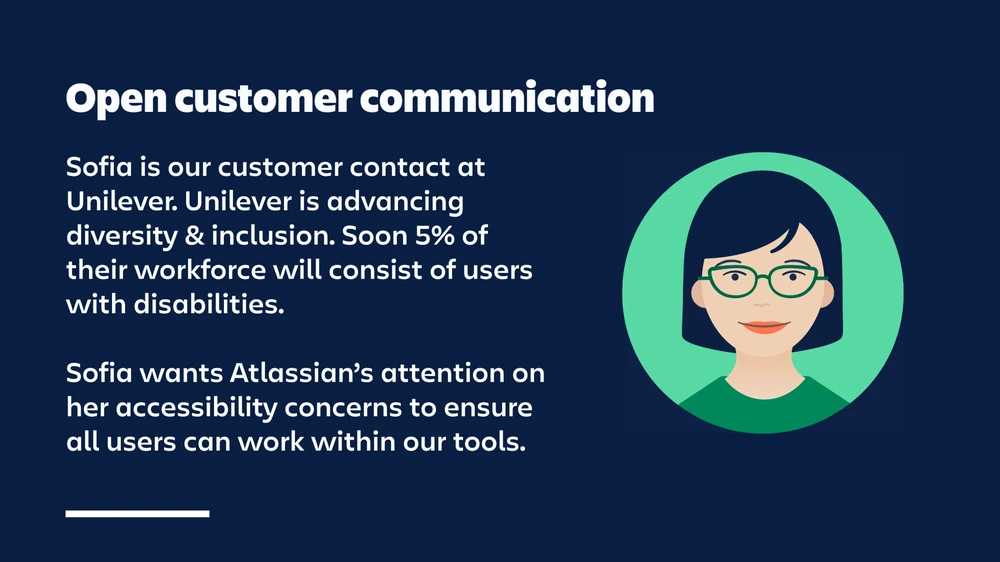 Open customer communication
Sofia is our customer contact at
Unilever. Unilever is advancing
diversity & inclusion. Soon 5% of
their workforce will consist of users
with disabilities.
Sofia wants Atlassian’s attention on
her accessibility concerns to ensure
all users can work within our tools.